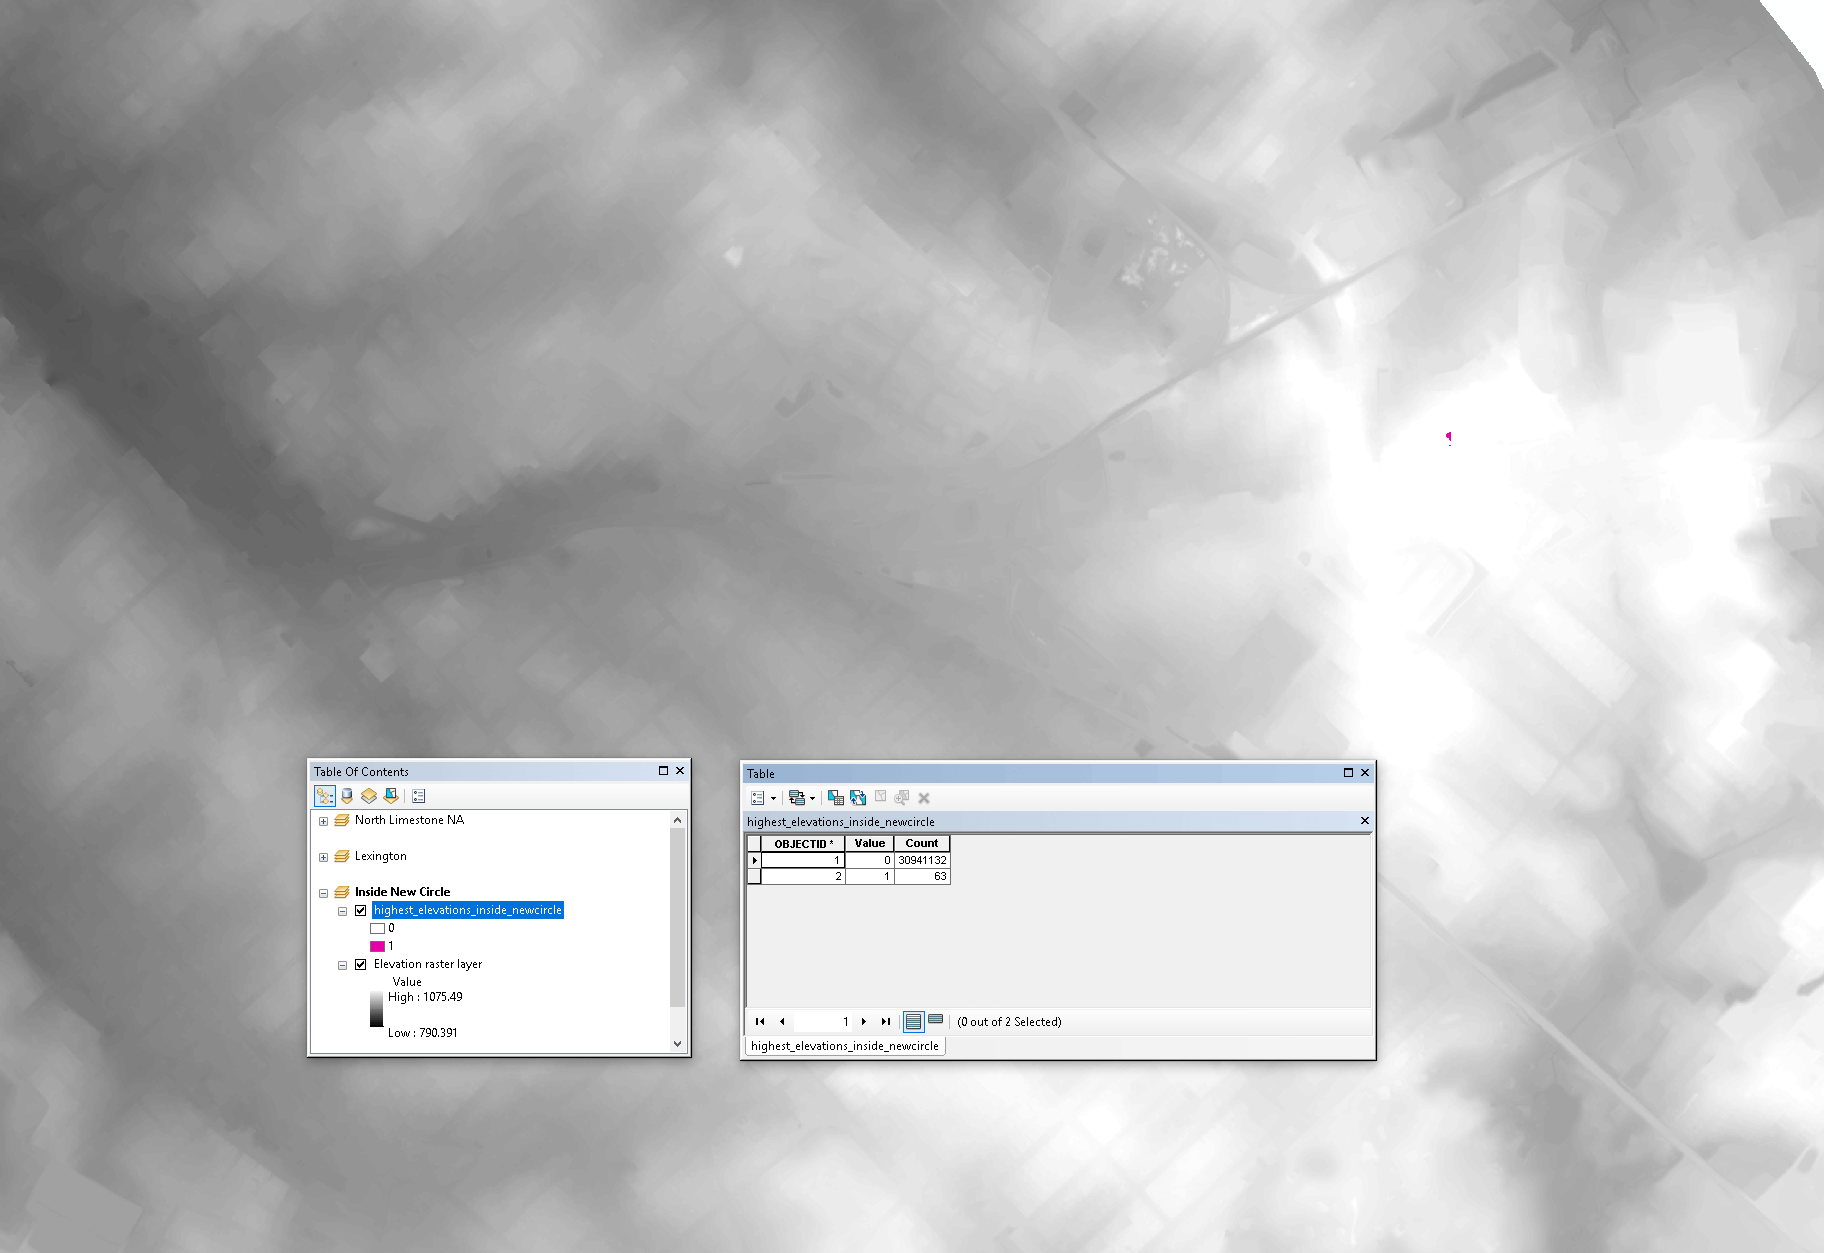 Table Of Contents
North Limestone NA
Lexington
Inside New Circle
highest_elevations_inside_newcircle
0
1
Elevation raster layer
Value
High : 1075.49
Low : 790.391
Table
highest_elevations_inside_newcircle
OBJECTID * Value Count
1 0 30941132
2 1 63
1 (0 out of 2 Selected)
highest_elevations_inside_newcircle